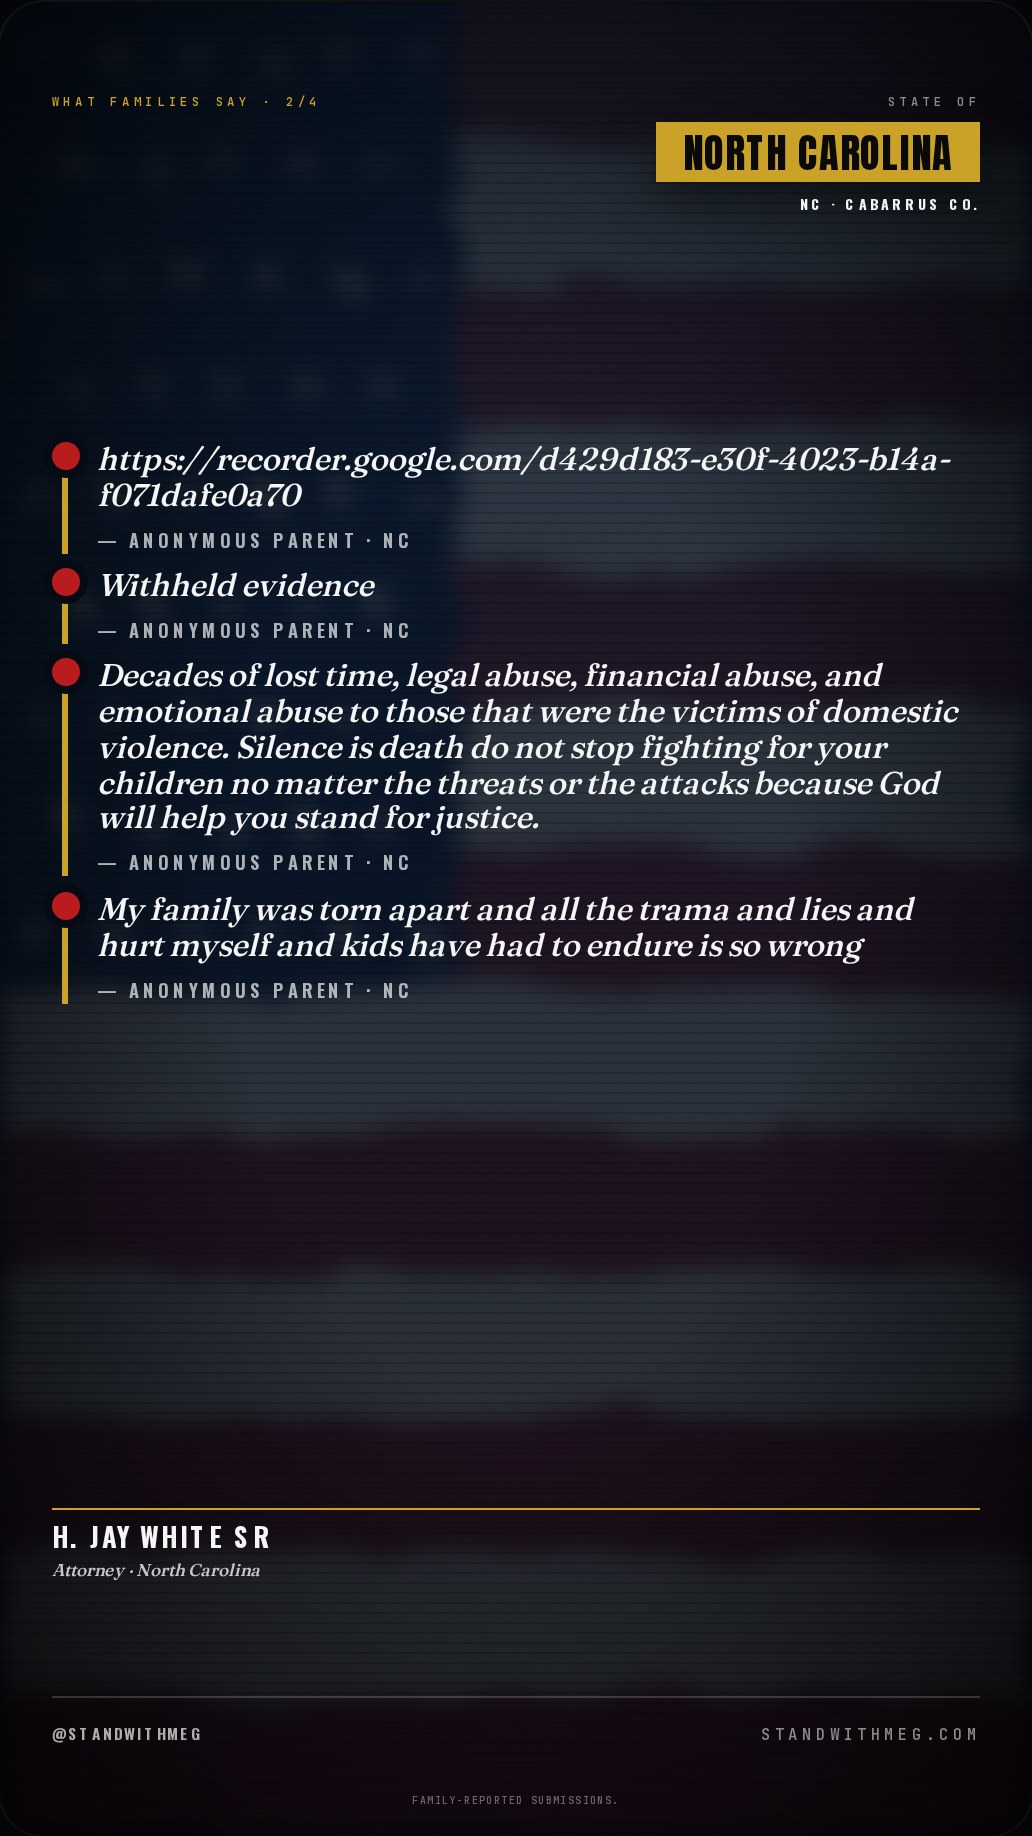 WHAT FAMILIES SAY · 2/4
STATE OF
NORTH CAROLINA
NC · CABARRUS CO.
https://recorder.google.com/d429d183-e30f-4023-b14a-
f071dafe0a70
— ANONYMOUS PARENT · NC
Withheld evidence
— ANONYMOUS PARENT · NC
Decades of lost time, legal abuse, financial abuse, and
emotional abuse to those that were the victims of domestic
violence. Silence is death do not stop fighting for your
children no matter the threats or the attacks because God
will help you stand for justice.
— ANONYMOUS PARENT · NC
My family was torn apart and all the trama and lies and
hurt myself and kids have had to endure is so wrong
— ANONYMOUS PARENT · NC
H. JAY WHITE SR
Attorney · North Carolina
@STANDWITHMEG
STANDWITHMEG.COM
FAMILY-REPORTED SUBMISSIONS.